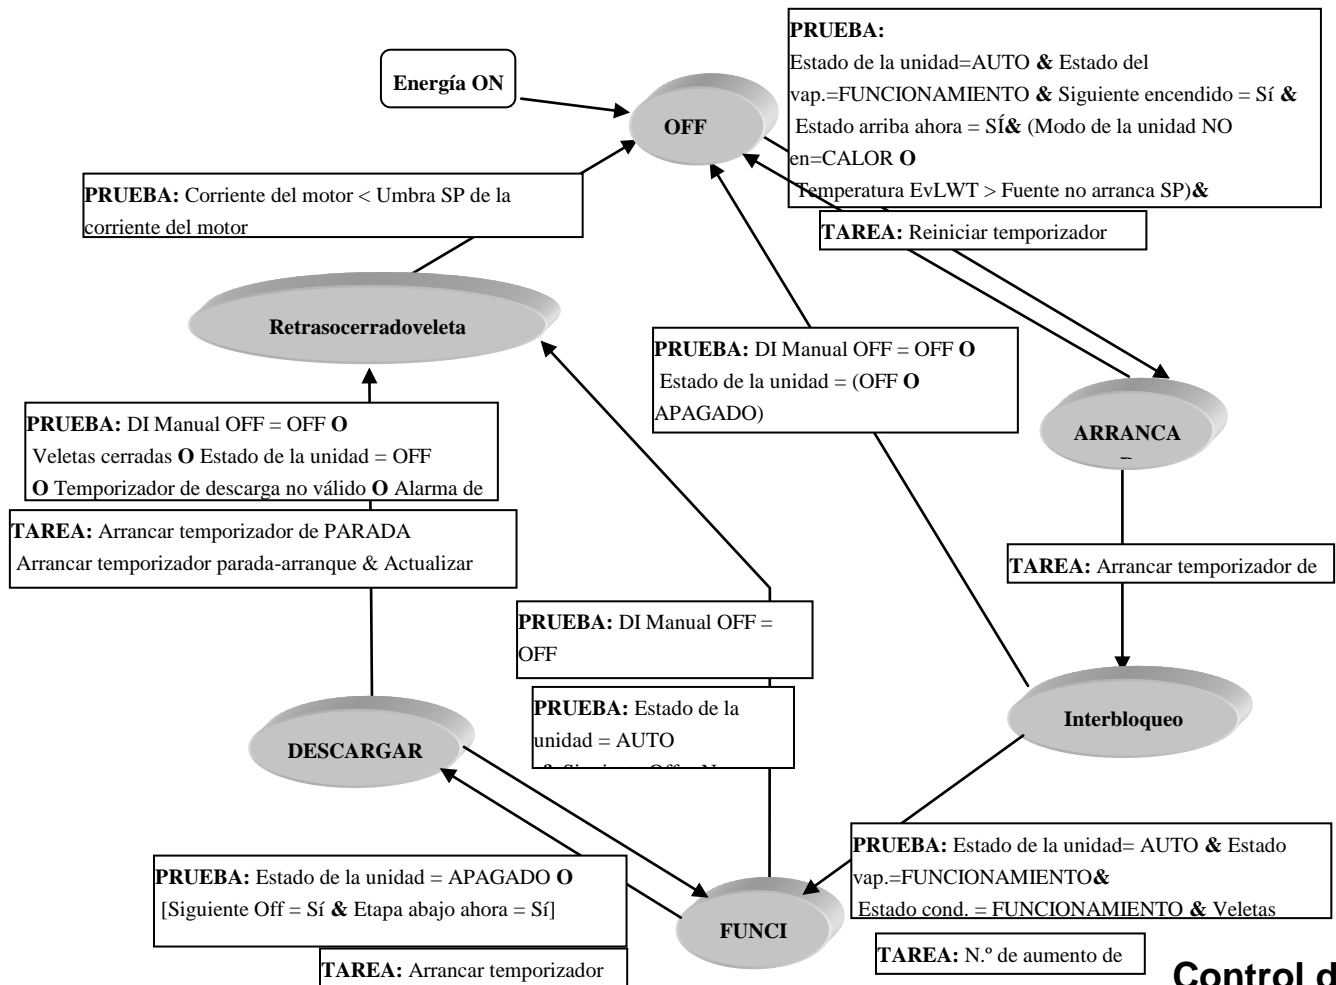 PRUEBA:
Estado de la unidad=AUTO & Estado del
vap.=FUNCIONAMIENTO & Siguiente encendido = Sí &
Estado arriba ahora = SÍ& (Modo de la unidad NO
en=CALOR O
Temperatura EvLWT > Fuente no arranca SP)&
TAREA: Reiniciar temporizador
Energía ON
OFF
PRUEBA: Corriente del motor < Umbra SP de la
corriente del motor
Retrasocerradoveleta
PRUEBA: DI Manual OFF = OFF O
Estado de la unidad = (OFF O
APAGADO)
ARRANCA
PRUEBA: DI Manual OFF = OFF O
Veletas cerradas O Estado de la unidad = OFF
O Temporizador de descarga no válido O Alarma de
TAREA: Arrancar temporizador de PARADA
Arrancar temporizador parada-arranque & Actualizar
TAREA: Arrancar temporizador de
PRUEBA: DI Manual OFF =
OFF
PRUEBA: Estado de la
unidad = AUTO
Interbloqueo
DESCARGAR
PRUEBA: Estado de la unidad= AUTO & Estado
vap.=FUNCIONAMIENTO&
Estado cond. = FUNCIONAMIENTO & Veletas
PRUEBA: Estado de la unidad = APAGADO O
[Siguiente Off = Sí & Etapa abajo ahora = Sí]
FUNCI
TAREA: N.º de aumento de
TAREA: Arrancar temporizador
Control d